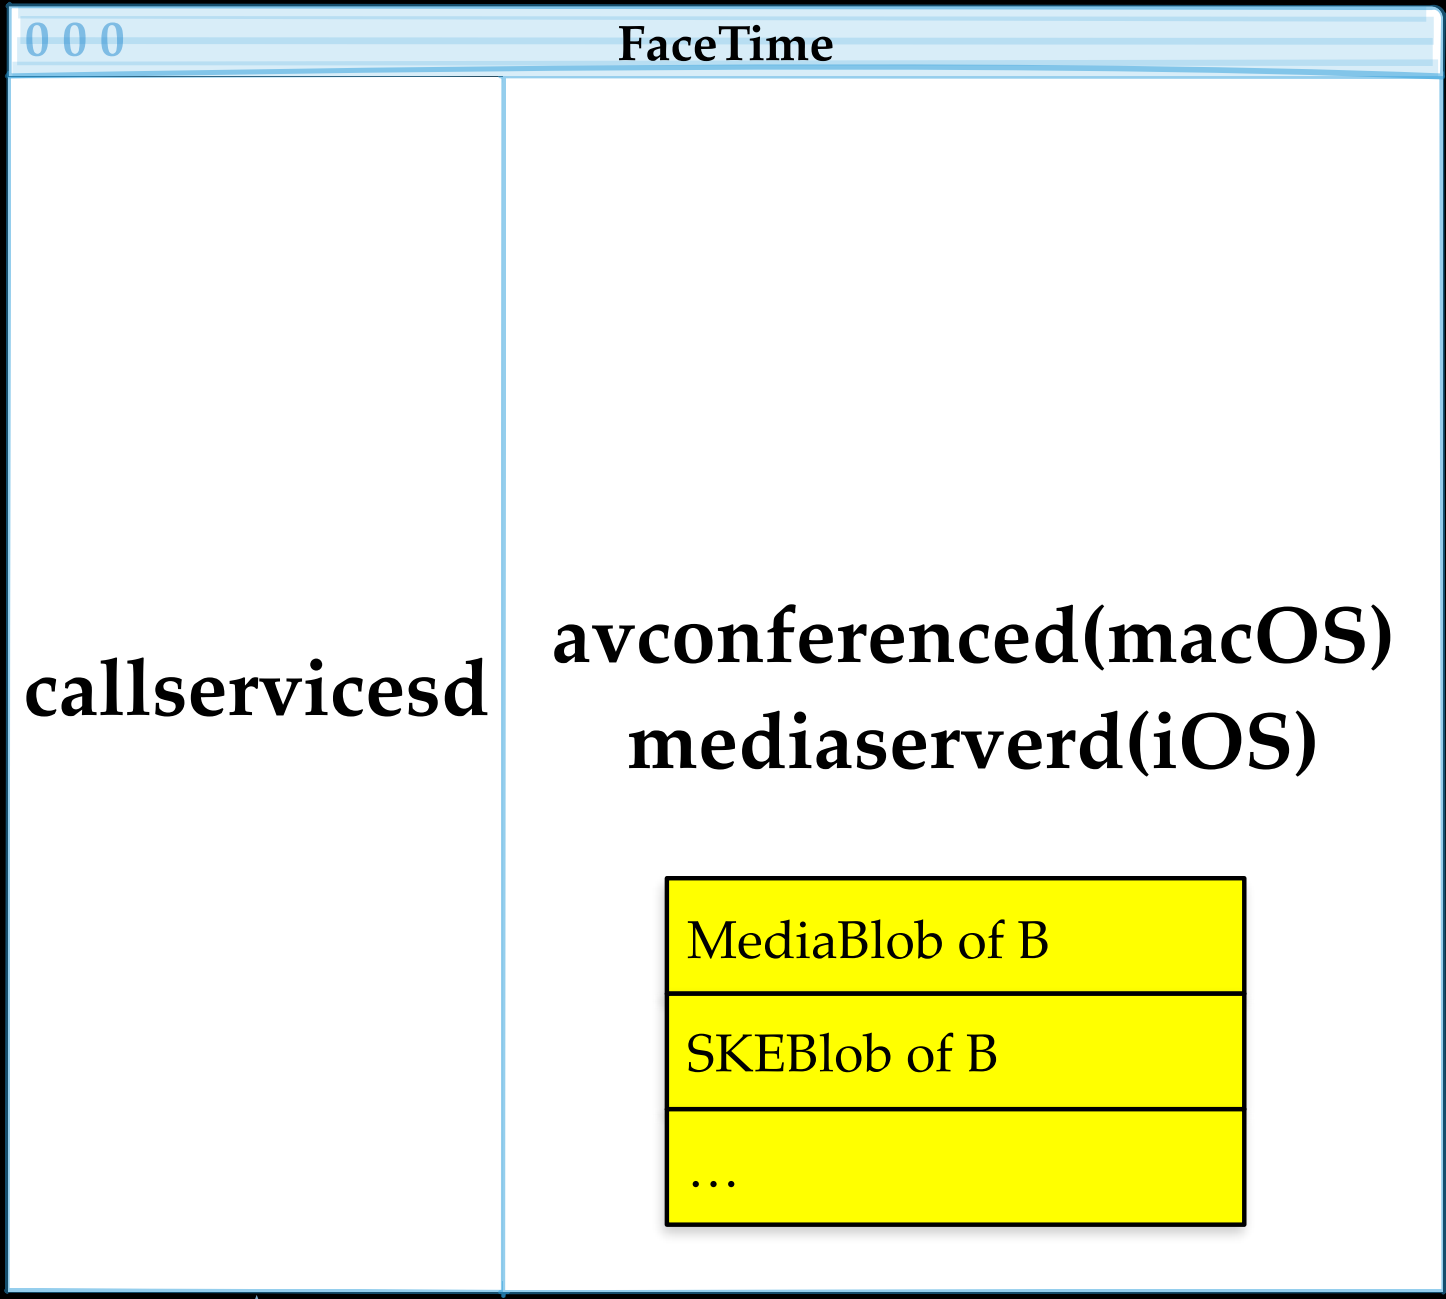 0 0 0
FaceTime
callservicesd
avconferenced(macOS)
mediaserverd(iOS)
MediaBlob of B
SKEBlob of B
…